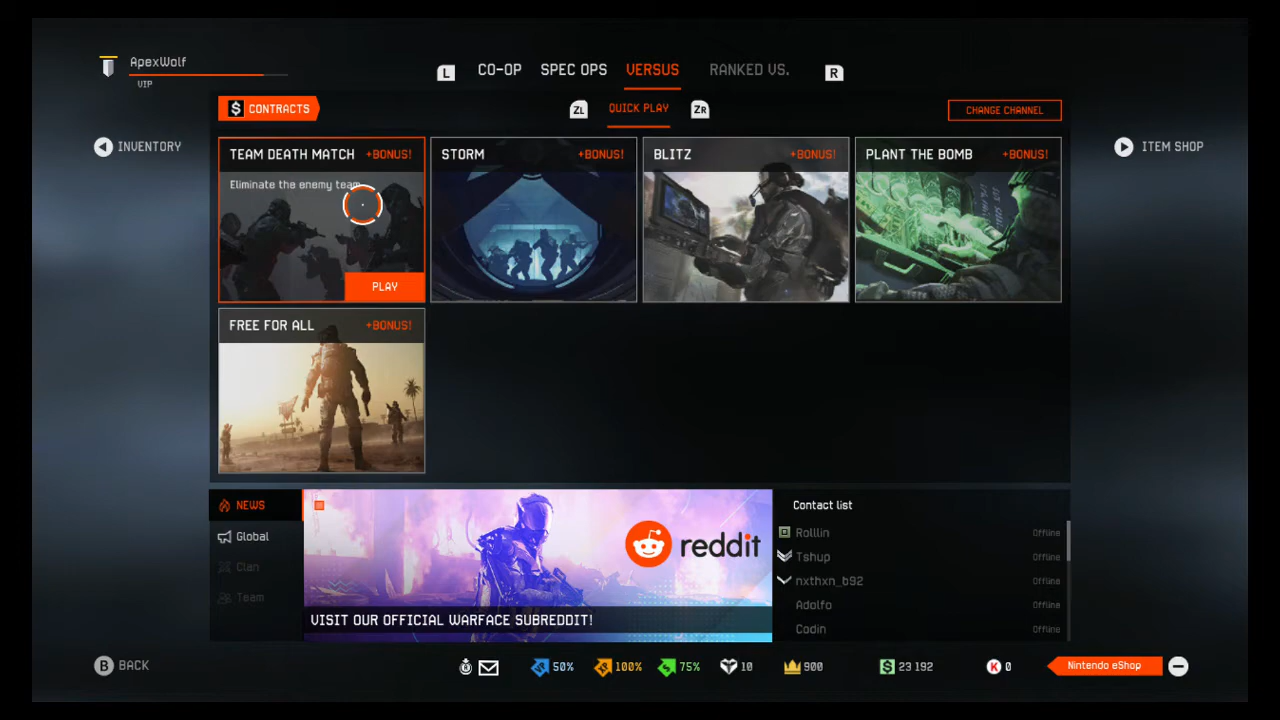 ApexWolf
VIP
L CO-OP SPEC OPS VERSUS RANKED VS. R
$ CONTRACTS
ZL QUICK PLAY ZR
CHANGE CHANNEL
INVENTORY
ITEM SHOP
TEAM DEATH MATCH +BONUS!
Eliminate the enemy team
PLAY
STORM +BONUS!
BLITZ +BONUS!
PLANT THE BOMB +BONUS!
FREE FOR ALL +BONUS!
NEWS
Global
Clan
Team
reddit
VISIT OUR OFFICIAL WARFACE SUBREDDIT!
Contact list
Rolllin Offline
Tshup Offline
nxthxn_b92 Offline
Adolfo Offline
Codin Offline
B BACK
50% 100% 75% 10 900 $ 23 192 K 0
Nintendo eShop